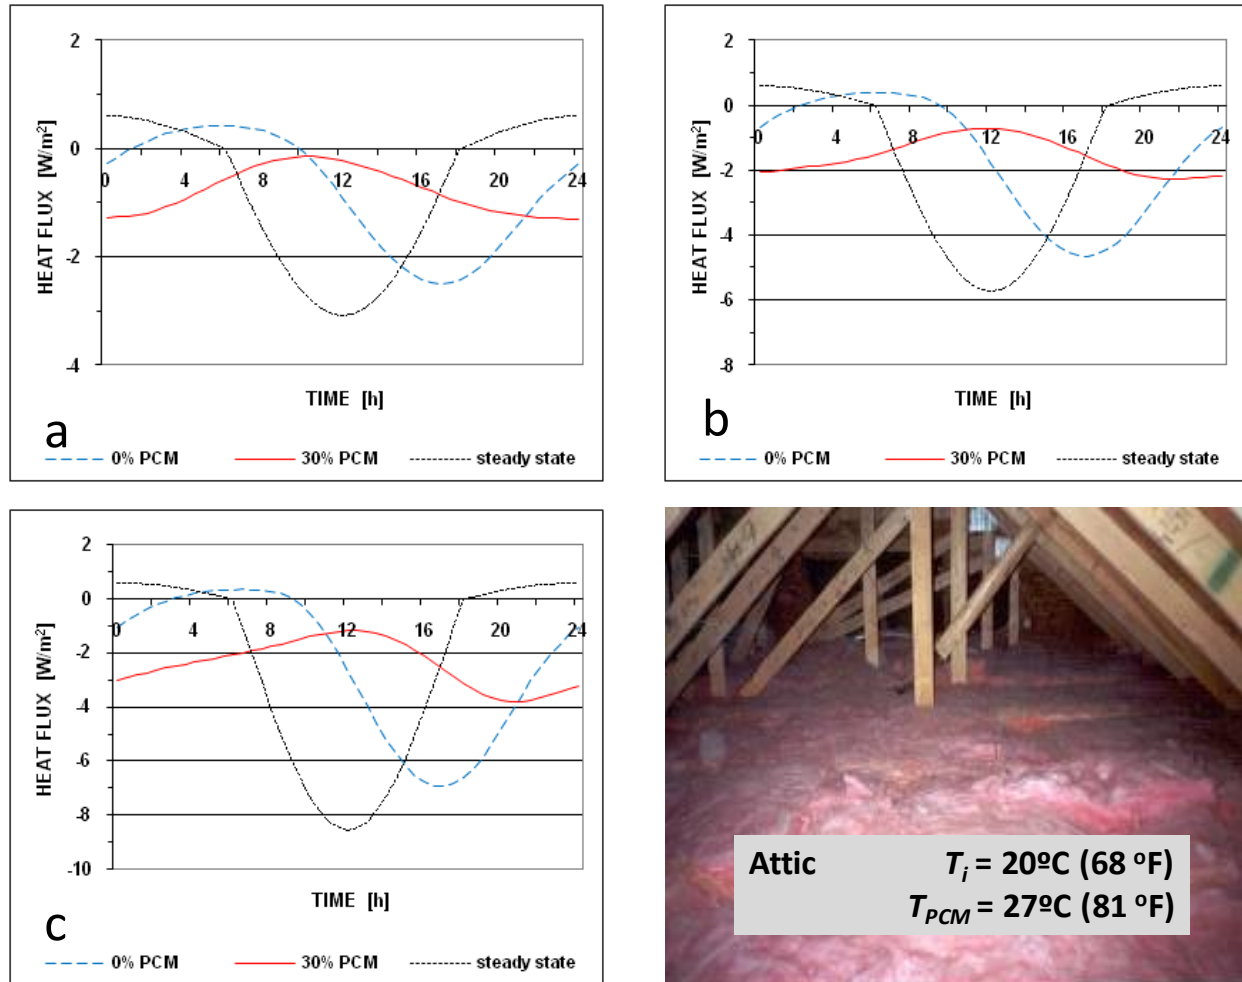 2
0
-2
-4
HEAT FLUX [W/m²]
0 4 8 12 16 20 24
TIME [h]
a
0% PCM 30% PCM steady state
2
0
-2
-4
-6
-8
HEAT FLUX [W/m²]
0 4 8 12 16 20 24
TIME [h]
b
0% PCM 30% PCM steady state
2
0
-2
-4
-6
-8
-10
HEAT FLUX [W/m²]
0 4 8 12 16 20 24
TIME [h]
c
0% PCM 30% PCM steady state
Attic T_i = 20ºC (68 ºF)
T_PCM = 27ºC (81 ºF)